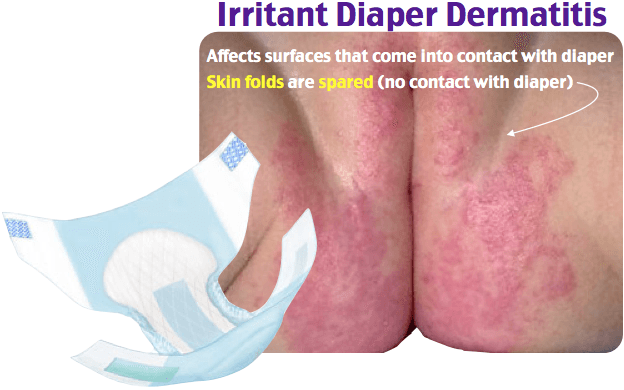 Irritant Diaper Dermatitis
Affects surfaces that come into contact with diaper
Skin folds are spared (no contact with diaper)